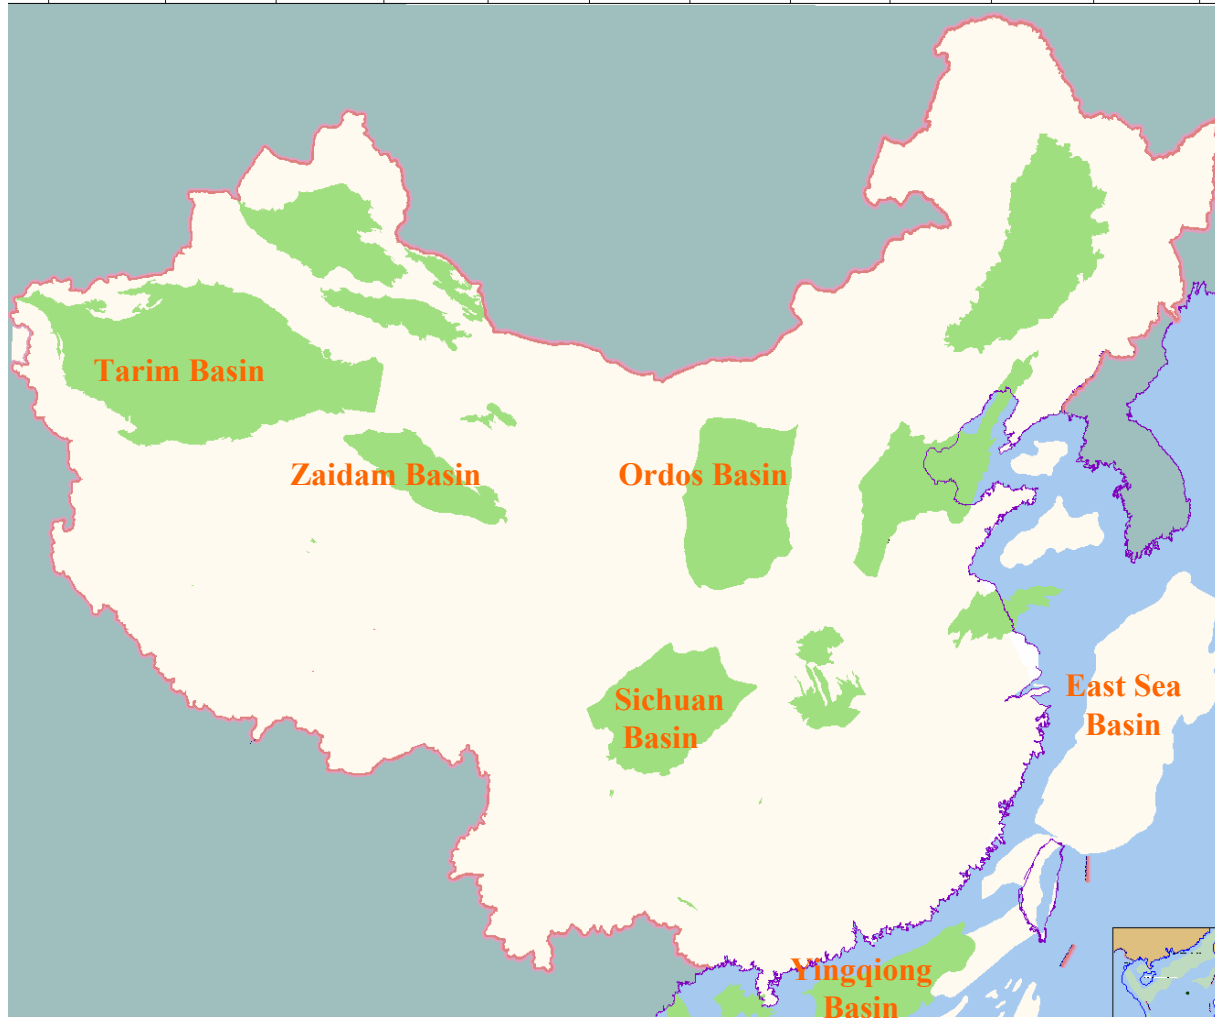 Tarim Basin
Zaidam Basin
Ordos Basin
Sichuan
Basin
East Sea
Basin
Yingqiong
Basin